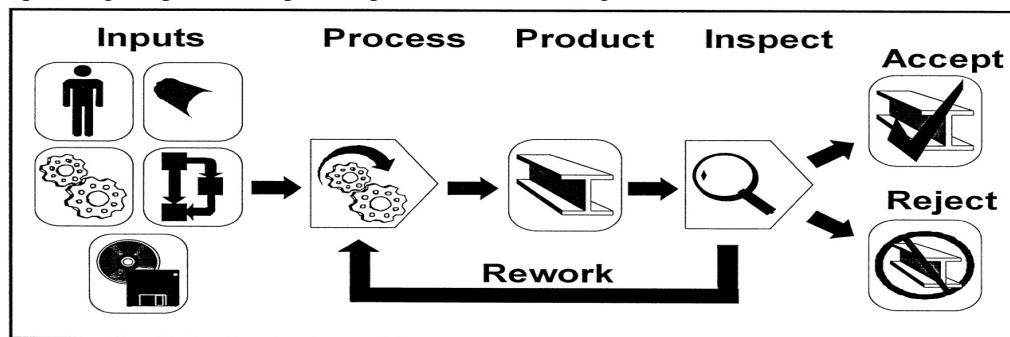 Inputs
Process
Product
Inspect
Accept
Reject
Rework